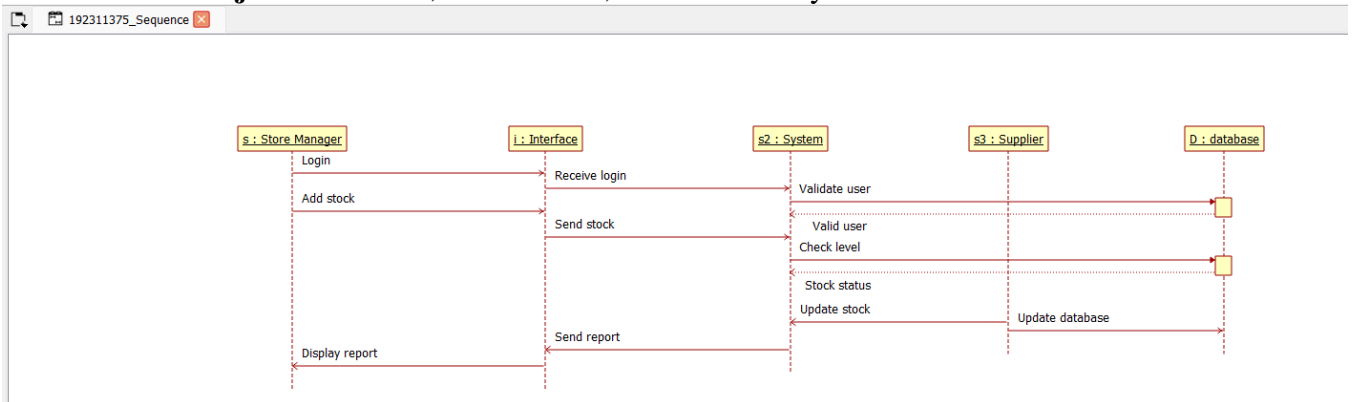 192311375_Sequence
s : Store Manager
i : Interface
s2 : System
s3 : Supplier
D : database
Login
Receive login
Validate user
Add stock
Send stock
Valid user
Check level
Stock status
Update stock
Update database
Send report
Display report